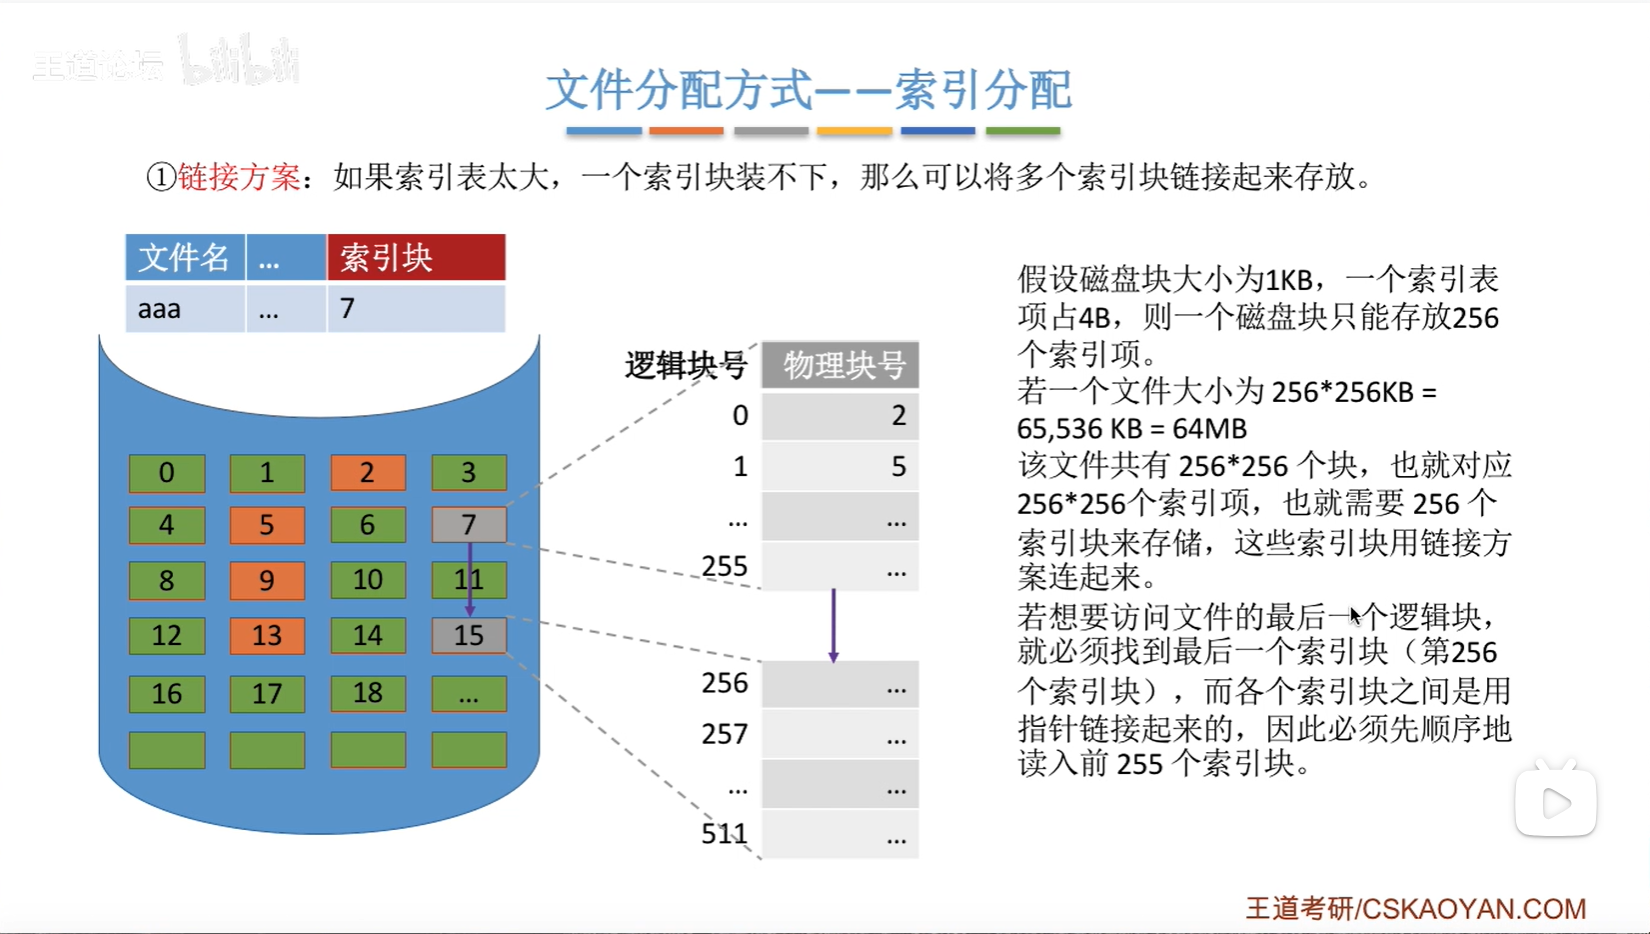 王道论坛 bilibili
文件分配方式——索引分配
①链接方案：如果索引表太大，一个索引块装不下，那么可以将多个索引块链接起来存放。
文件名 ... 索引块
aaa ... 7
0 1 2 3
4 5 6 7
8 9 10 11
12 13 14 15
16 17 18 ...
逻辑块号 物理块号
0 2
1 5
... ...
255 ...
256 ...
257 ...
... ...
511 ...
假设磁盘块大小为1KB，一个索引表
项占4B，则一个磁盘块只能存放256
个索引项。
若一个文件大小为 256*256KB =
65,536 KB = 64MB
该文件共有 256*256 个块，也就对应
256*256个索引项，也就需要 256 个
索引块来存储，这些索引块用链接方
案连起来。
若想要访问文件的最后一个逻辑块，
就必须找到最后一个索引块（第256
个索引块），而各个索引块之间是用
指针链接起来的，因此必须先顺序地
读入前 255 个索引块。
王道考研/CSKAOYAN.COM